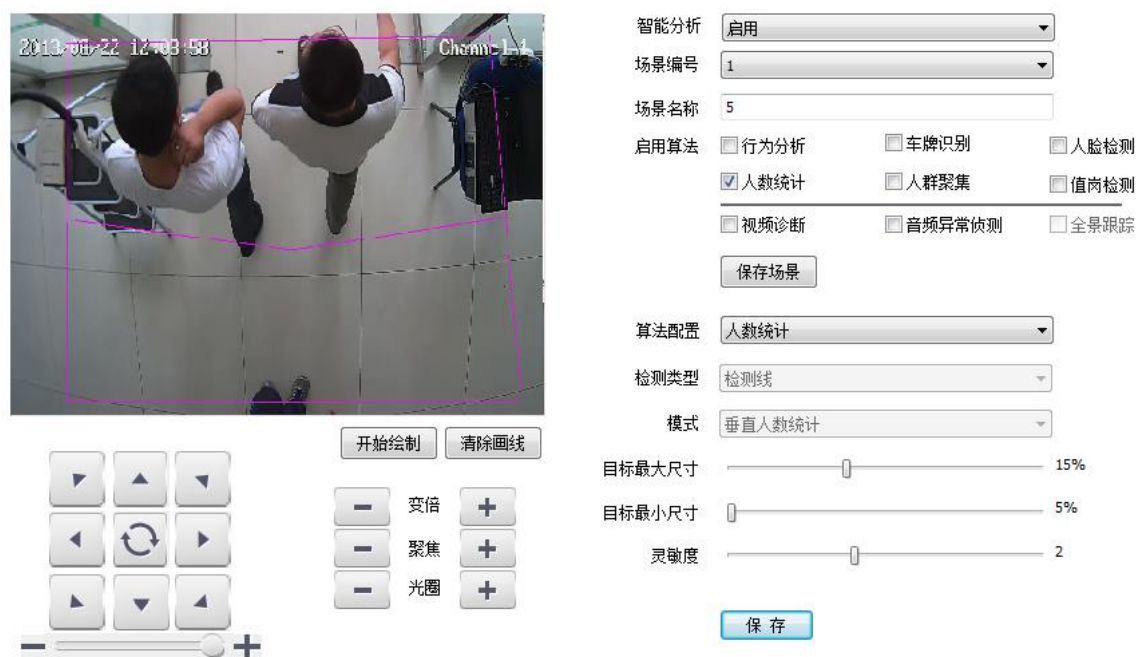 2013-08-22 12:03:58
Channel-1
开始绘制
清除画线
变倍
聚焦
光圈
智能分析 启用
场景编号 1
场景名称 5
启用算法 行为分析 车牌识别 人脸检测
人数统计 人群聚集 值岗检测
视频诊断 音频异常侦测 全景跟踪
保存场景
算法配置 人数统计
检测类型 检测线
模式 垂直人数统计
目标最大尺寸 15%
目标最小尺寸 5%
灵敏度 2
保 存